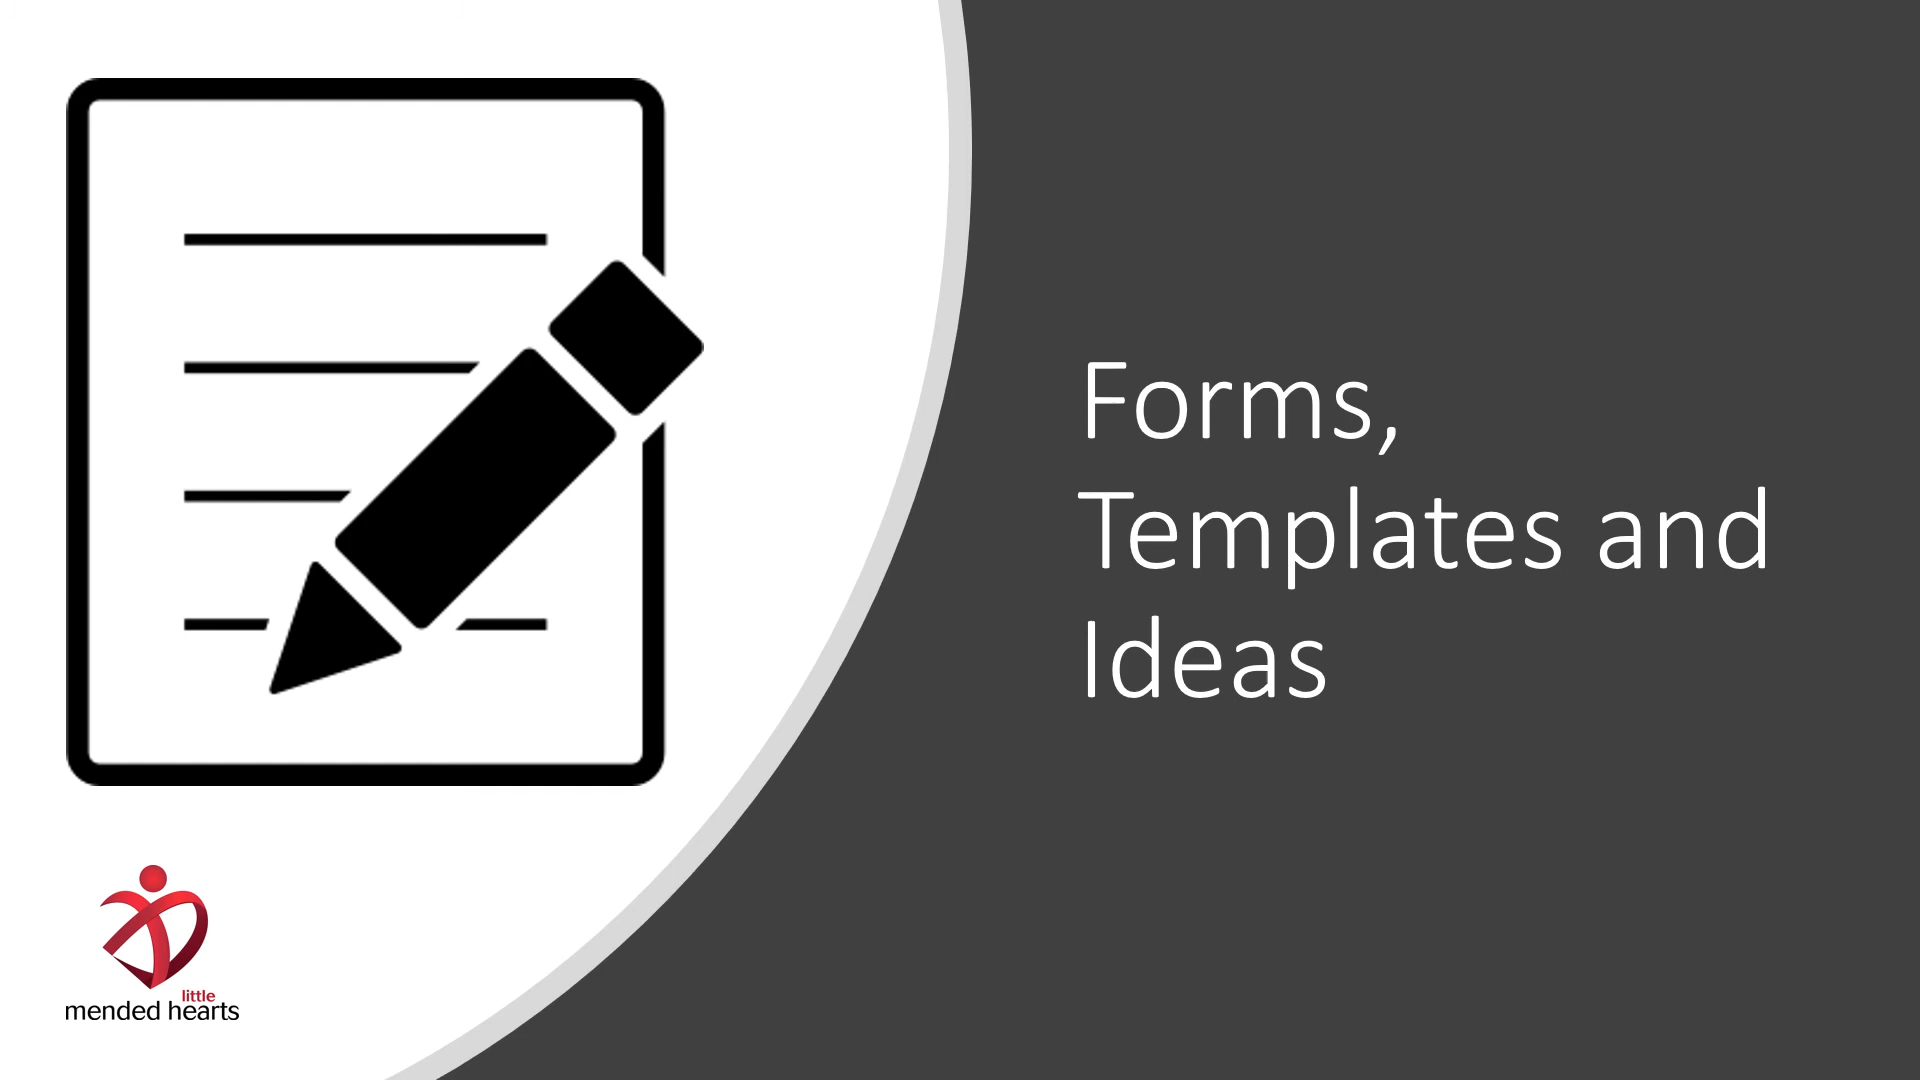 Forms,
Templates and
Ideas
little
mended hearts